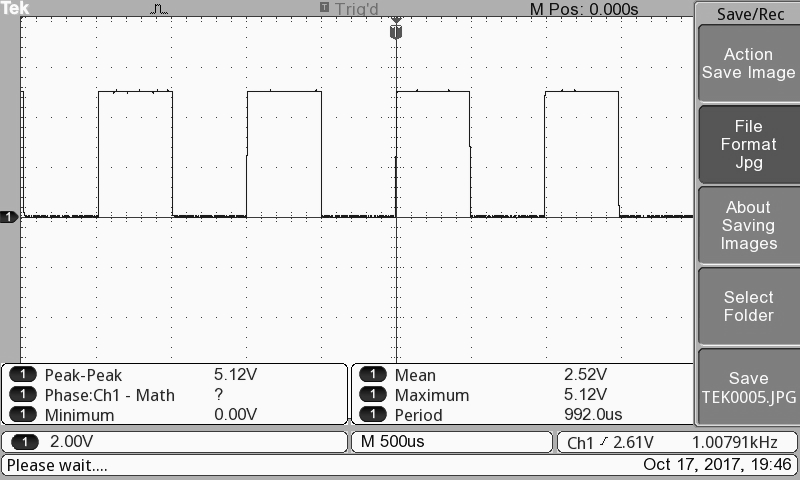 Tek
T Trig'd
M Pos: 0.000s
Save/Rec
T
Action
Save Image
File
Format
Jpg
About
Saving
Images
Select
Folder
Save
TEK0005.JPG
1
1 Peak-Peak 5.12V
1 Phase:Ch1 - Math ?
1 Minimum 0.00V
1 Mean 2.52V
1 Maximum 5.12V
1 Period 992.0us
1 2.00V
M 500us
Ch1 2.61V 1.00791kHz
Please wait....
Oct 17, 2017, 19:46